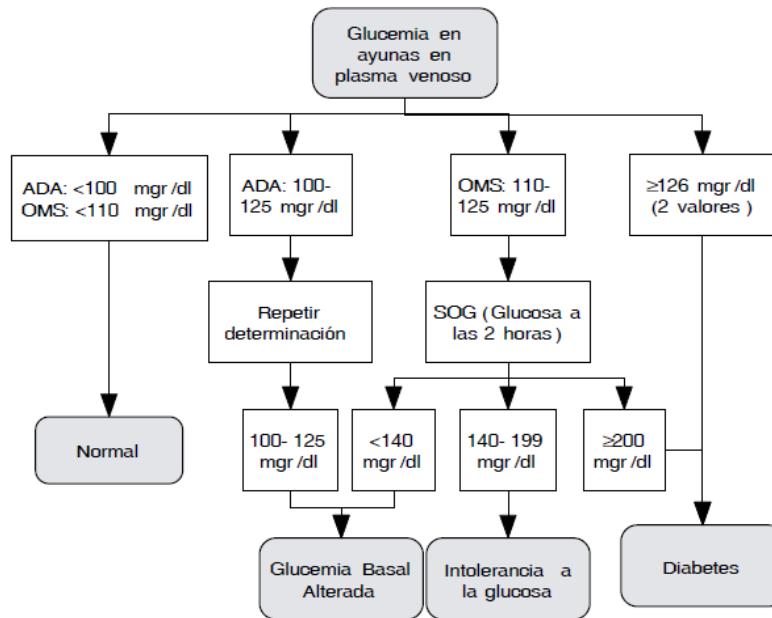 Glucemia en
ayunas en
plasma venoso
ADA: <100 mgr/dl
OMS: <110 mgr/dl
ADA: 100-
125 mgr/dl
OMS: 110-
125 mgr/dl
≥126 mgr/dl
(2 valores )
Repetir
determinación
SOG ( Glucosa a
las 2 horas )
Normal
100- 125
mgr/dl
<140
mgr/dl
140- 199
mgr/dl
≥200
mgr/dl
Glucemia Basal
Alterada
Intolerancia a
la glucosa
Diabetes